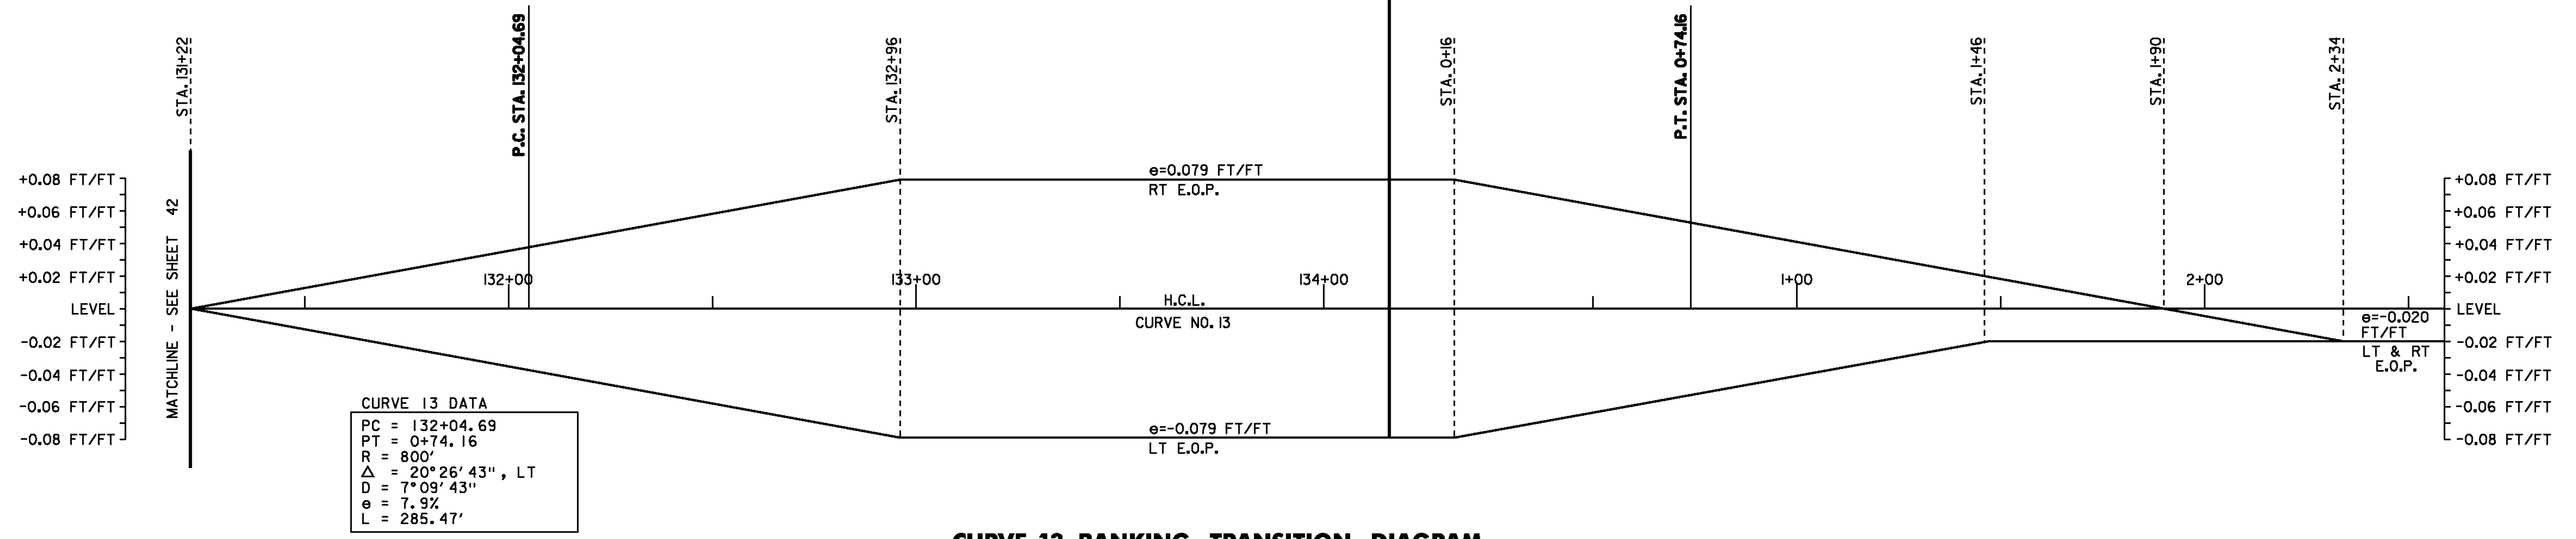 STA. 131+22
P.C. STA. 132+04.69
STA. 132+96
STA. 0+16
P.T. STA. 0+74.16
STA. 1+46
STA. 1+90
STA. 2+34
+0.08 FT/FT
+0.06 FT/FT
+0.04 FT/FT
+0.02 FT/FT
LEVEL
-0.02 FT/FT
-0.04 FT/FT
-0.06 FT/FT
-0.08 FT/FT
MATCHLINE - SEE SHEET 42
e=0.079 FT/FT
RT E.O.P.
132+00
133+00
134+00
1+00
2+00
H.C.L.
CURVE NO. 13
e=-0.079 FT/FT
LT E.O.P.
e=-0.020
FT/FT
LT & RT
E.O.P.
+0.08 FT/FT
+0.06 FT/FT
+0.04 FT/FT
+0.02 FT/FT
LEVEL
-0.02 FT/FT
-0.04 FT/FT
-0.06 FT/FT
-0.08 FT/FT
CURVE 13 DATA
PC = 132+04.69
PT = 0+74.16
R = 800'
△ = 20°26'43", LT
D = 7°09'43"
e = 7.9%
L = 285.47'
CURVE 13 BANKING TRANSITION DIAGRAM